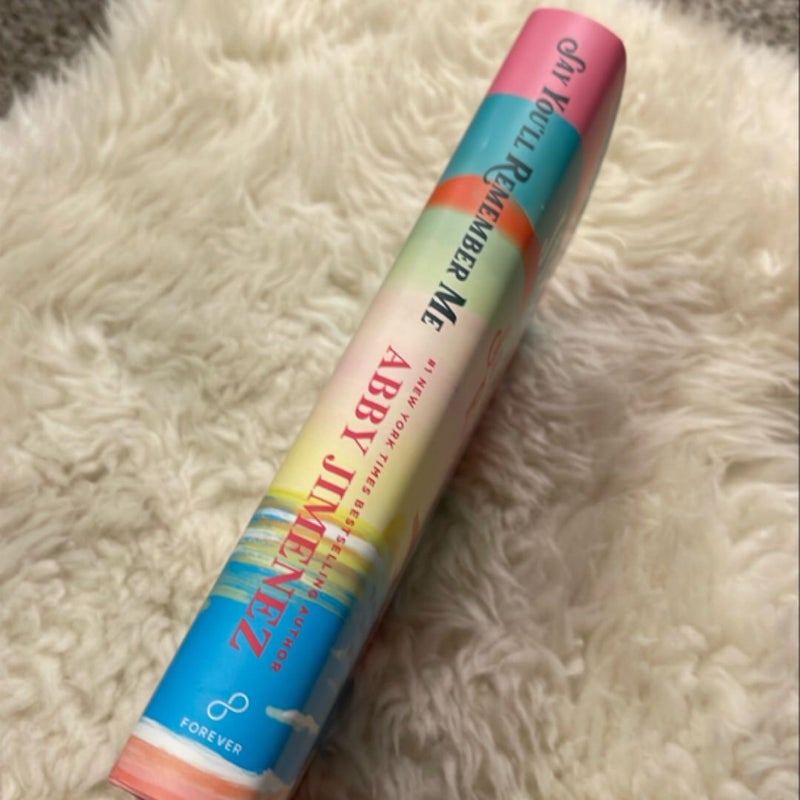 SAY YOU'LL REMEMBER ME
#1 NEW YORK TIMES BESTSELLING AUTHOR
ABBY JIMENEZ
FOREVER